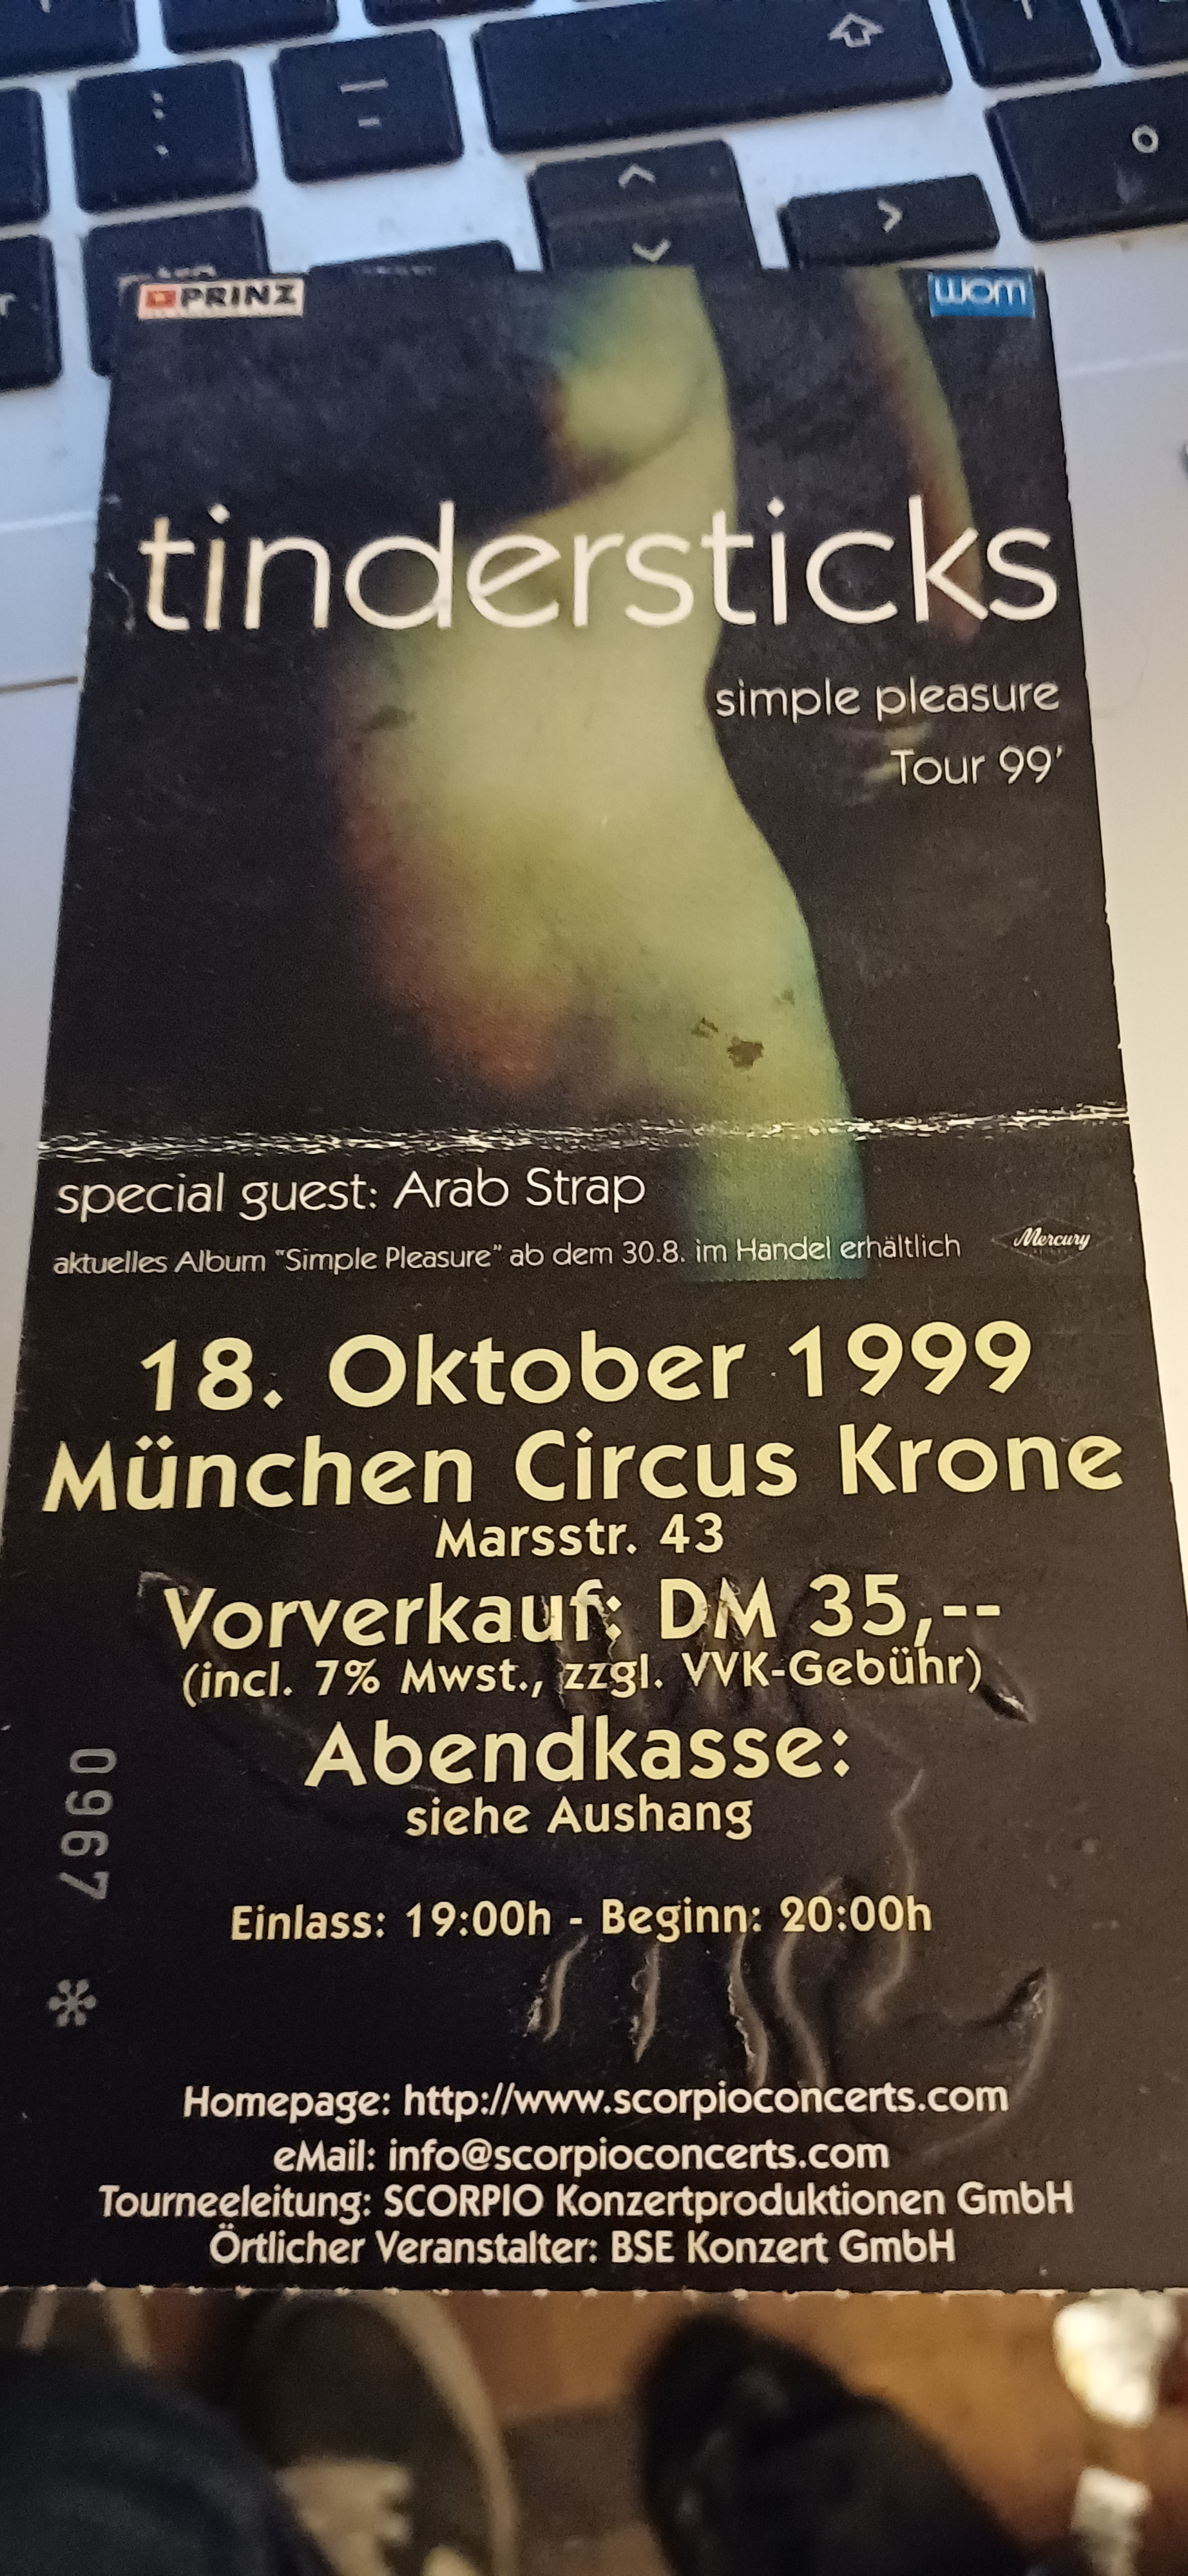 PRINZ
wom
tindersticks
simple pleasure
Tour 99'
special guest: Arab Strap
aktuelles Album "Simple Pleasure" ab dem 30.8. im Handel erhältlich
Mercury
18. Oktober 1999
München Circus Krone
Marsstr. 43
Vorverkauf: DM 35,--
(incl. 7% Mwst., zzgl. VVK-Gebühr)
Abendkasse:
siehe Aushang
Einlass: 19:00h - Beginn: 20:00h
* 0967
Homepage: http://www.scorpioconcerts.com
eMail: info@scorpioconcerts.com
Tourneeleitung: SCORPIO Konzertproduktionen GmbH
Örtlicher Veranstalter: BSE Konzert GmbH